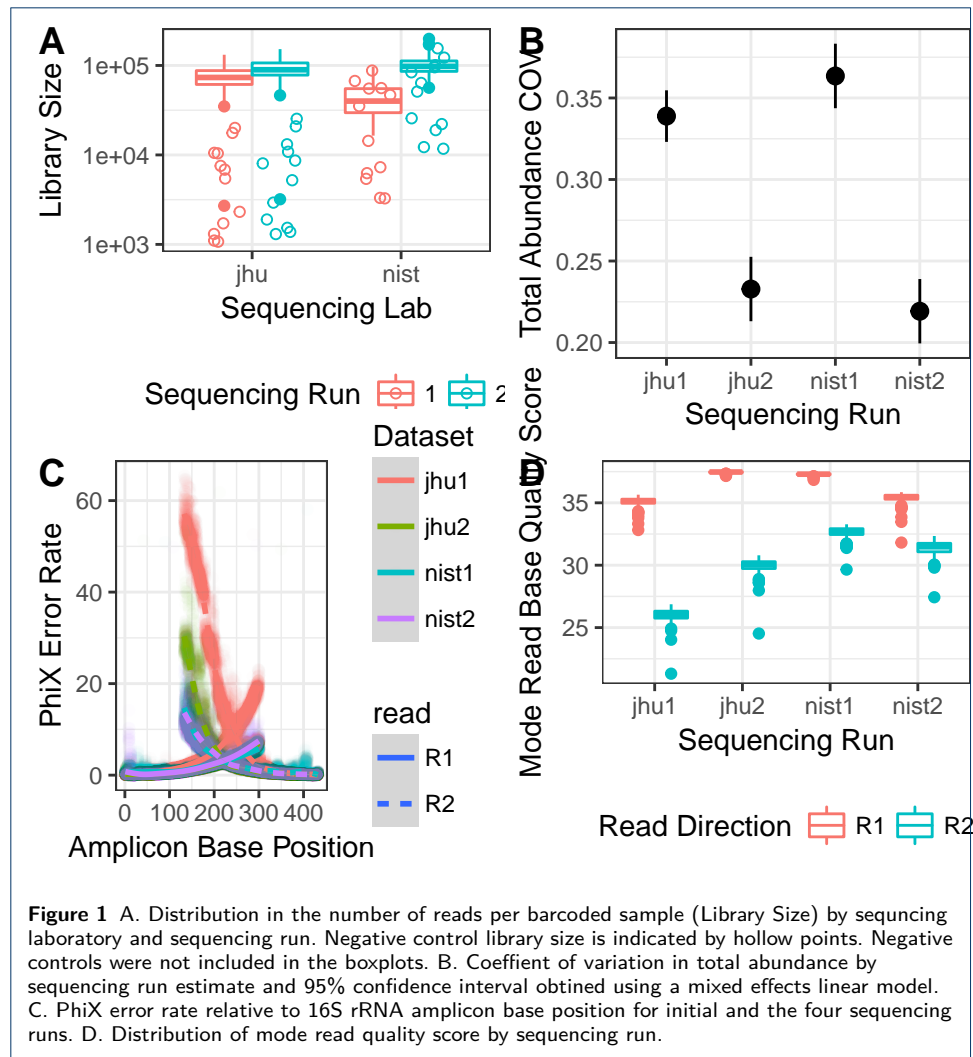 A
Library Size
1e+05
1e+04
1e+03
jhu
nist
Sequencing Lab
Sequencing Run
1
2
B
Total Abundance COV
0.35
0.30
0.25
0.20
jhu1
jhu2
nist1
nist2
Sequencing Run
C
PhiX Error Rate
60
40
20
0
0
100
200
300
400
Amplicon Base Position
Dataset
jhu1
jhu2
nist1
nist2
read
R1
R2
D
Mode Read Base Quality Score
35
30
25
jhu1
jhu2
nist1
nist2
Sequencing Run
Read Direction
R1
R2
Figure 1 A. Distribution in the number of reads per barcoded sample (Library Size) by sequncing
laboratory and sequencing run. Negative control library size is indicated by hollow points. Negative
controls were not included in the boxplots. B. Coeffient of variation in total abundance by
sequencing run estimate and 95% confidence interval obtined using a mixed effects linear model.
C. PhiX error rate relative to 16S rRNA amplicon base position for initial and the four sequencing
runs. D. Distribution of mode read quality score by sequencing run.